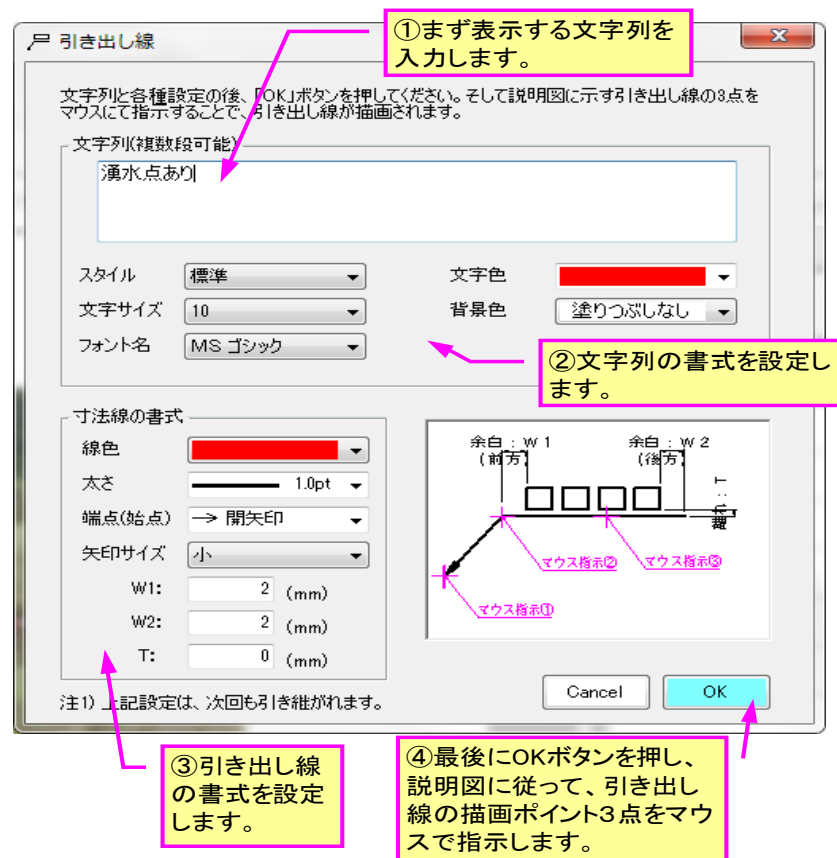 ①まず表示する文字列を
入力します。
引き出し線
文字列と各種設定の後、「OK」ボタンを押してください。そして説明図に示す引き出し線の3点を
マウスにて指示することで、引き出し線が描画されます。
文字列(複数段可能)
湧水点あり
スタイル 標準 文字色
文字サイズ 10 背景色 塗りつぶしなし
フォント名 MS ゴシック
②文字列の書式を設定し
ます。
寸法線の書式
線色
太さ 1.0pt
端点(始点) 開矢印
矢印サイズ 小
W1: 2 (mm)
W2: 2 (mm)
T: 0 (mm)
余白：W1 余白：W2
(前方) (後方)
離れ：T
マウス指示② マウス指示③
マウス指示①
注1) 上記設定は、次回も引き継がれます。
Cancel OK
③引き出し線
の書式を設定
します。
④最後にOKボタンを押し、
説明図に従って、引き出し
線の描画ポイント3点をマウ
スで指示します。